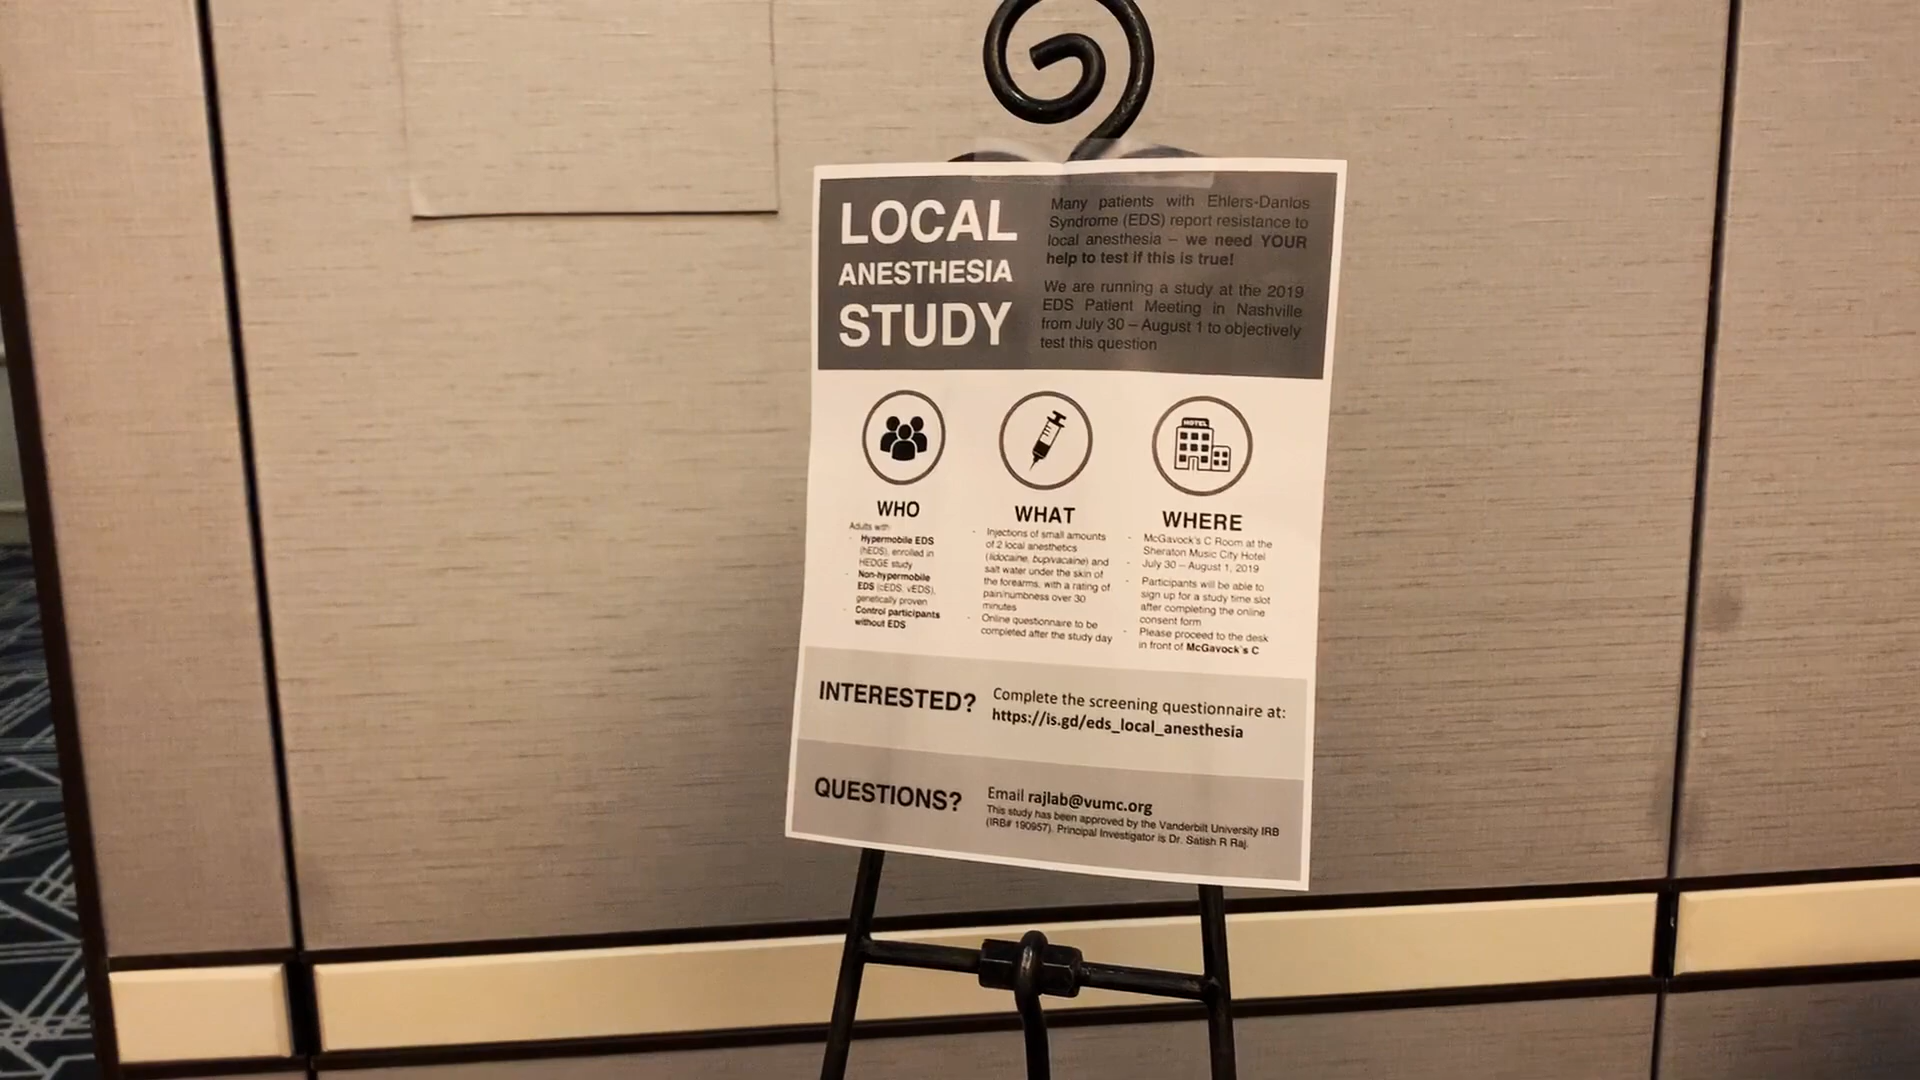 LOCAL
ANESTHESIA
STUDY
Many patients with Ehlers-Danlos
Syndrome (EDS) report resistance to
local anesthesia – we need YOUR
help to test if this is true!
We are running a study at the 2019
EDS Patient Meeting in Nashville
from July 30 – August 1 to objectively
test this question
WHO
Adults with:
- Hypermobile EDS
(hEDS), enrolled in
HEDGE study
- Non-hypermobile
EDS (cEDS, vEDS),
genetically proven
- Control participants
without EDS
WHAT
- Injections of small amounts
of 2 local anesthetics
(lidocaine, bupivacaine) and
salt water under the skin of
the forearms, with a rating of
pain/numbness over 30
minutes
- Online questionnaire to be
completed after the study day
HOTEL
WHERE
- McGavock's C Room at the
Sheraton Music City Hotel
- July 30 – August 1, 2019
- Participants will be able to
sign up for a study time slot
after completing the online
consent form
- Please proceed to the desk
in front of McGavock's C
INTERESTED?
Complete the screening questionnaire at:
https://is.gd/eds_local_anesthesia
QUESTIONS?
Email rajlab@vumc.org
This study has been approved by the Vanderbilt University IRB
(IRB# 190957). Principal Investigator is Dr. Satish R Raj.